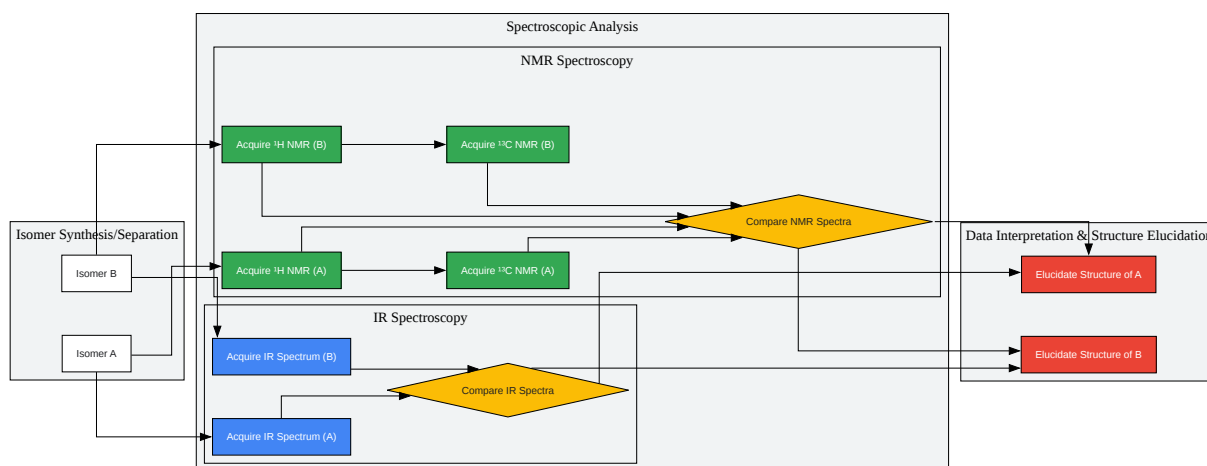 Spectroscopic Analysis
NMR Spectroscopy
Acquire ¹H NMR (B)
Acquire ¹³C NMR (B)
Compare NMR Spectra
Isomer Synthesis/Separation
Data Interpretation & Structure Elucidation
Isomer B
Acquire ¹H NMR (A)
Acquire ¹³C NMR (A)
Elucidate Structure of A
IR Spectroscopy
Isomer A
Acquire IR Spectrum (B)
Elucidate Structure of B
Compare IR Spectra
Acquire IR Spectrum (A)